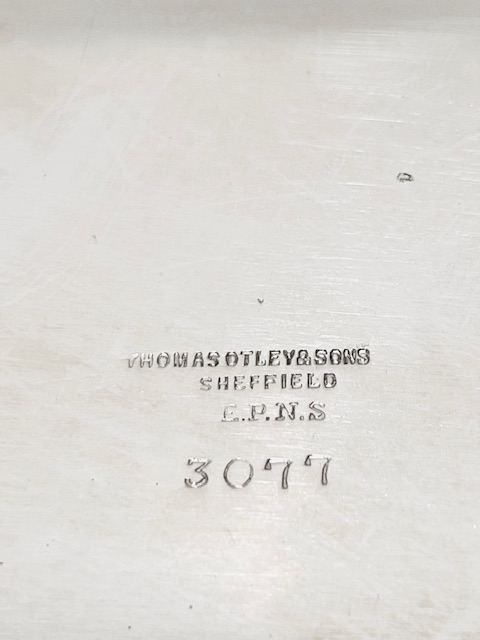 THOMAS OTLEY & SONS
SHEFFIELD
E.P.N.S
3077